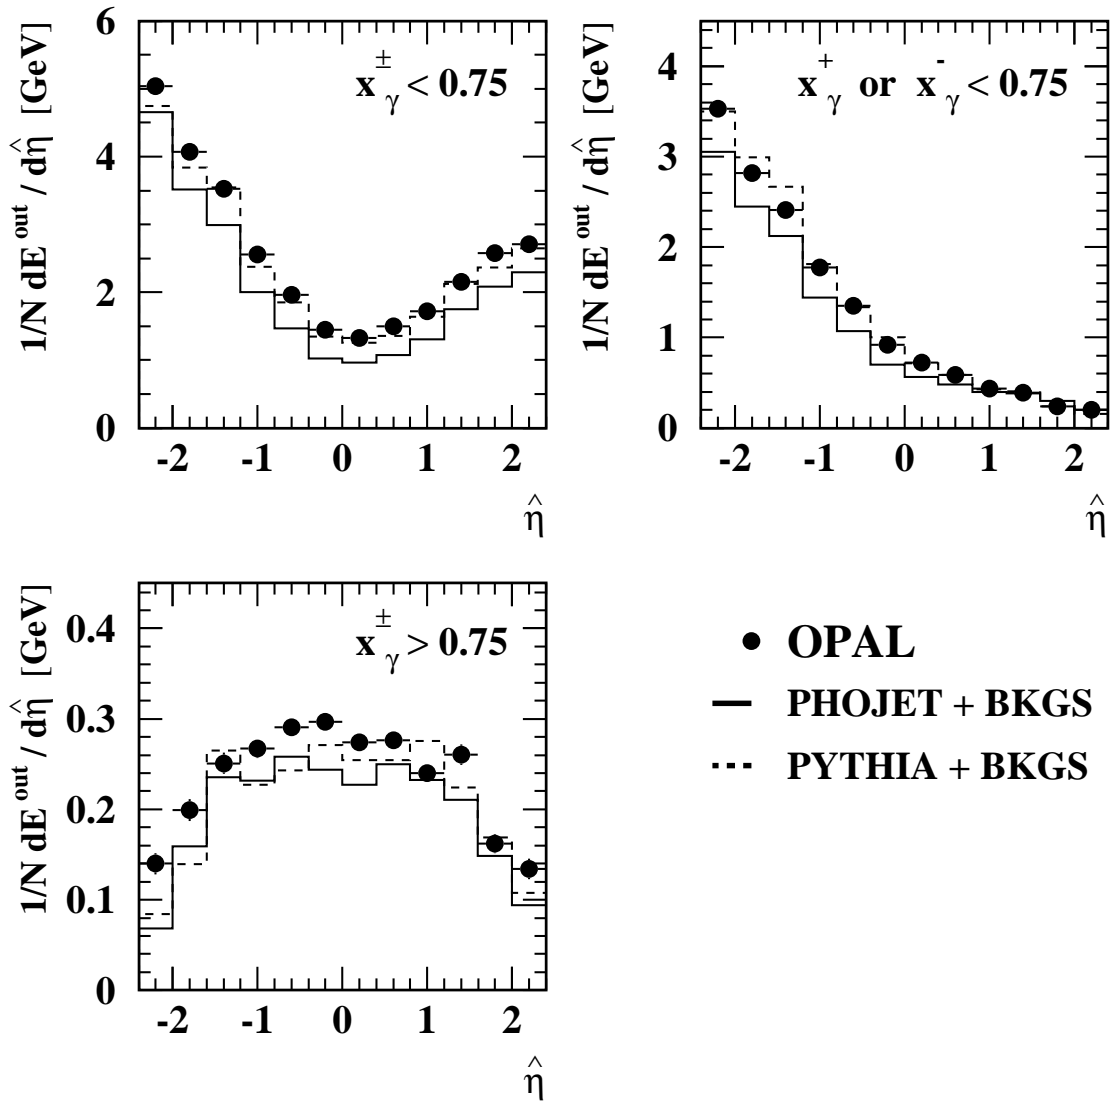 1/N dE^out / dη̂ [GeV]
x^±_γ < 0.75
6
4
2
0
-2 -1 0 1 2
η̂
1/N dE^out / dη̂ [GeV]
x^+_γ or x^-_γ < 0.75
4
3
2
1
0
-2 -1 0 1 2
η̂
1/N dE^out / dη̂ [GeV]
x^±_γ > 0.75
0.4
0.3
0.2
0.1
0
-2 -1 0 1 2
η̂
OPAL
PHOJET + BKGS
PYTHIA + BKGS